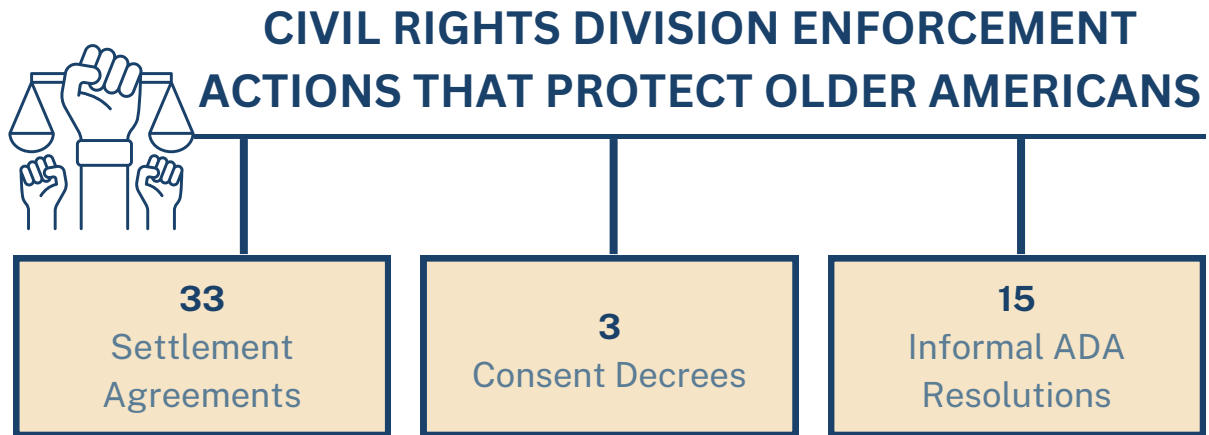 CIVIL RIGHTS DIVISION ENFORCEMENT
ACTIONS THAT PROTECT OLDER AMERICANS
33
Settlement
Agreements
3
Consent Decrees
15
Informal ADA
Resolutions